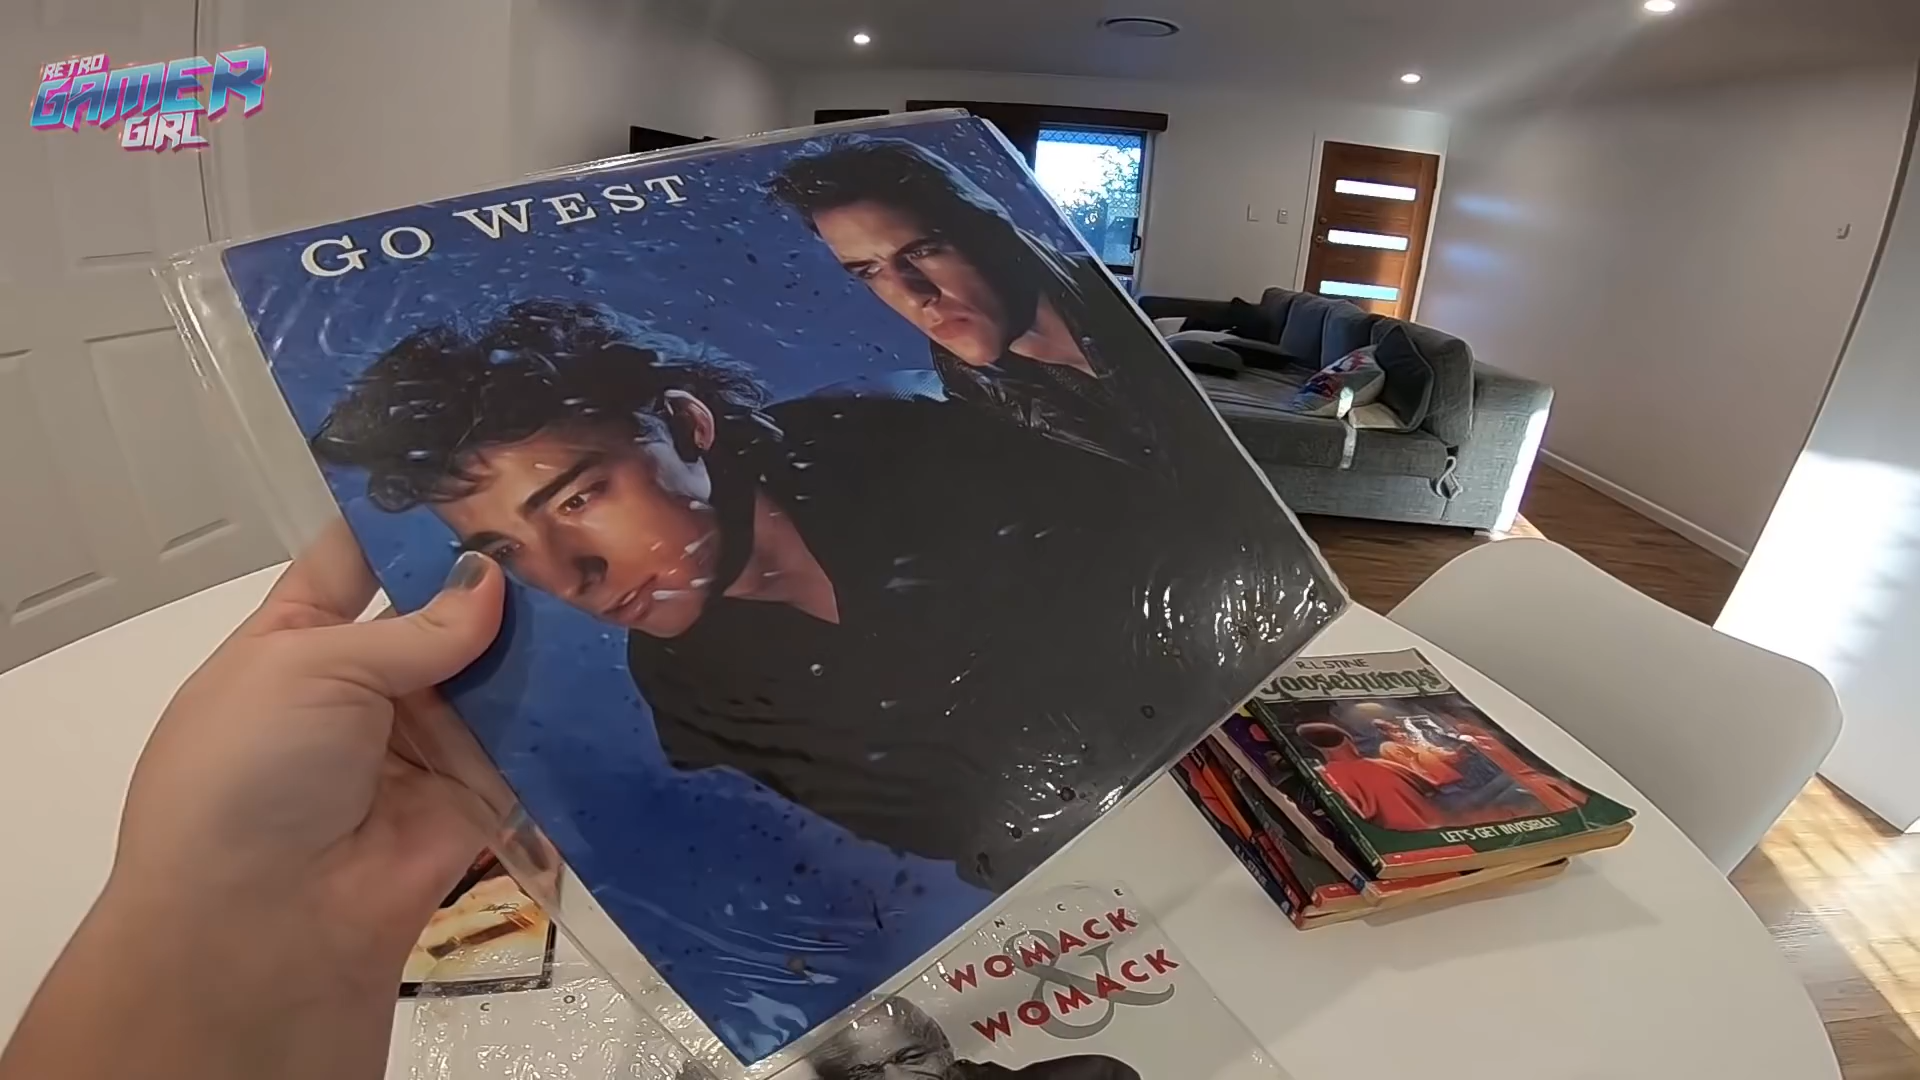 RETRO
GAMER
GIRL
GO WEST
R.L. STINE
Goosebumps
LET'S GET INVISIBLE!
C O N C E
WOMACK
&
WOMACK